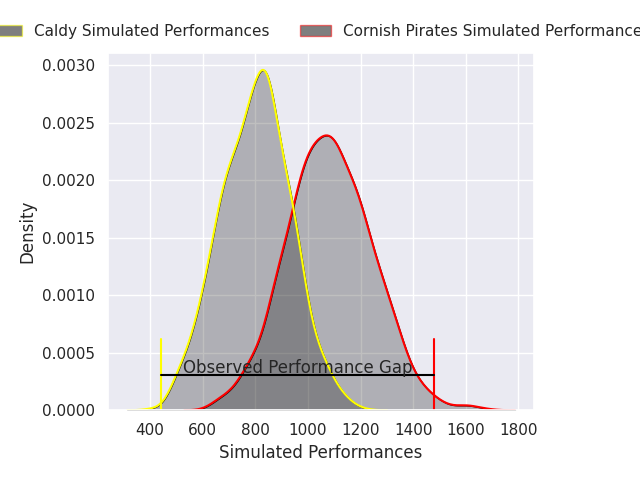 Caldy Simulated Performances
Cornish Pirates Simulated Performance
0.0030
0.0025
0.0020
0.0015
0.0010
0.0005
0.0000
Density
Observed Performance Gap
400 600 800 1000 1200 1400 1600 1800
Simulated Performances